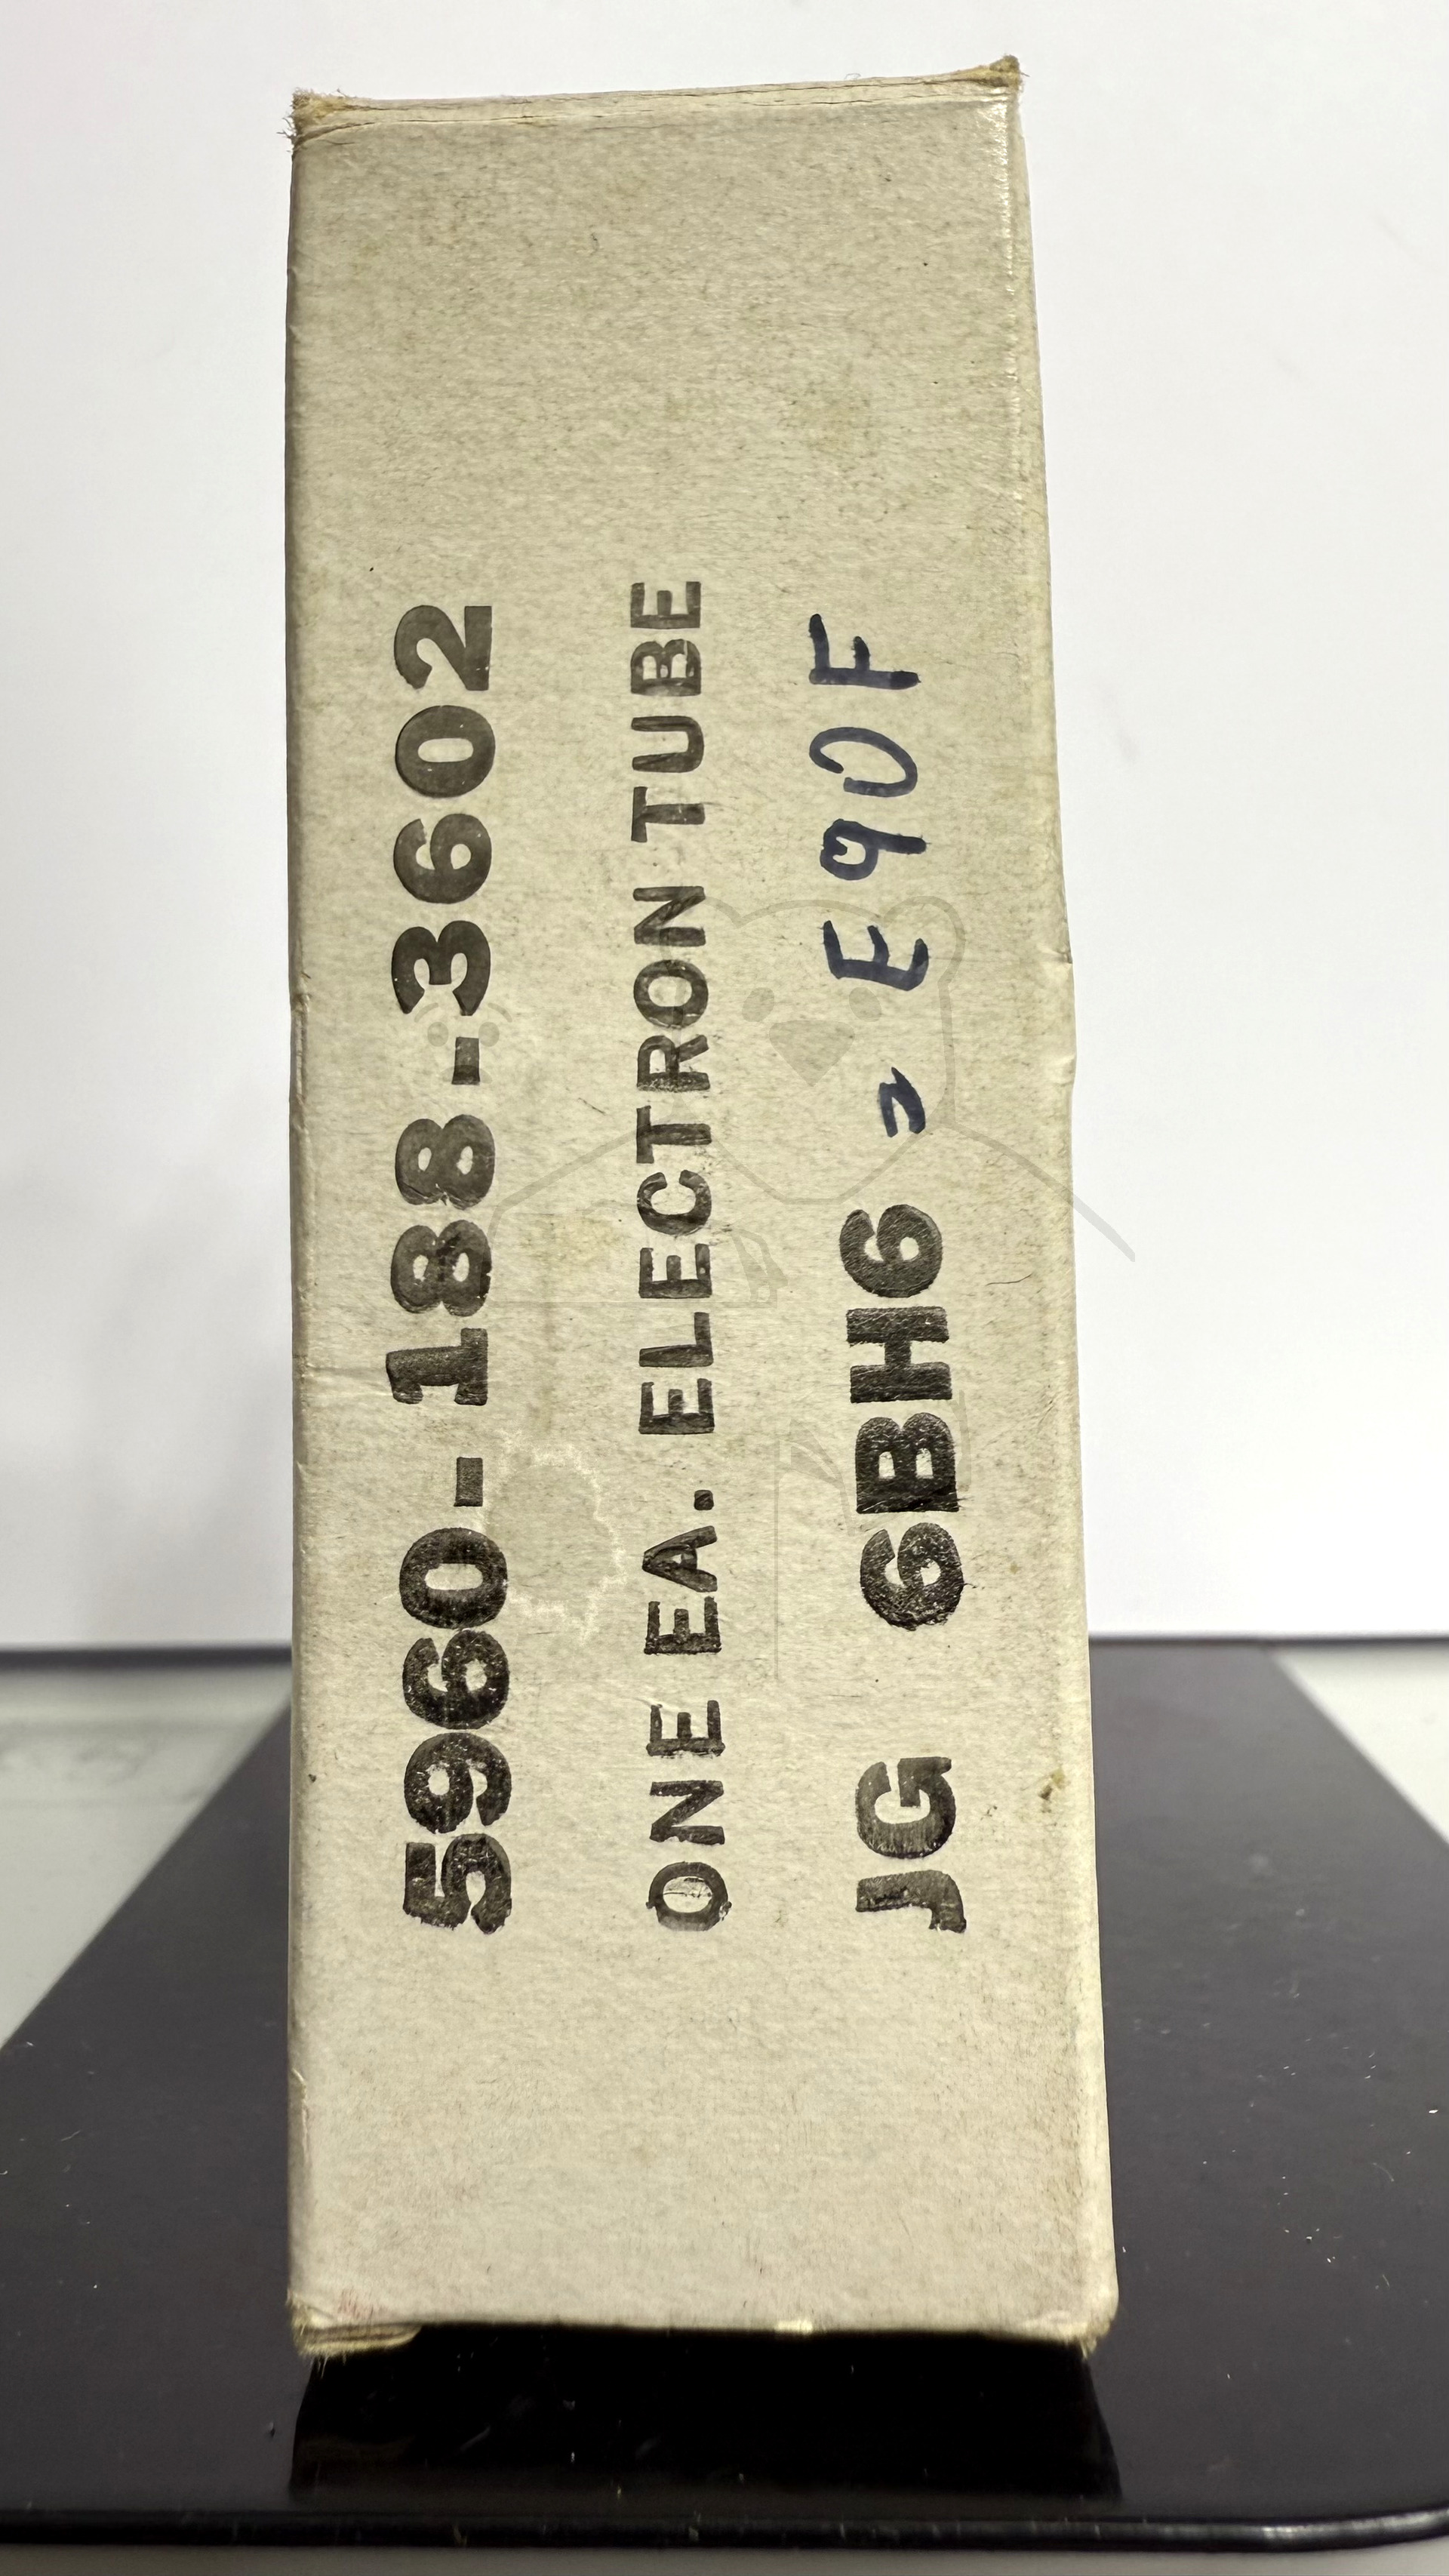 5960-188-3602
ONE EA. ELECTRON TUBE
JG 6BH6 = E90F